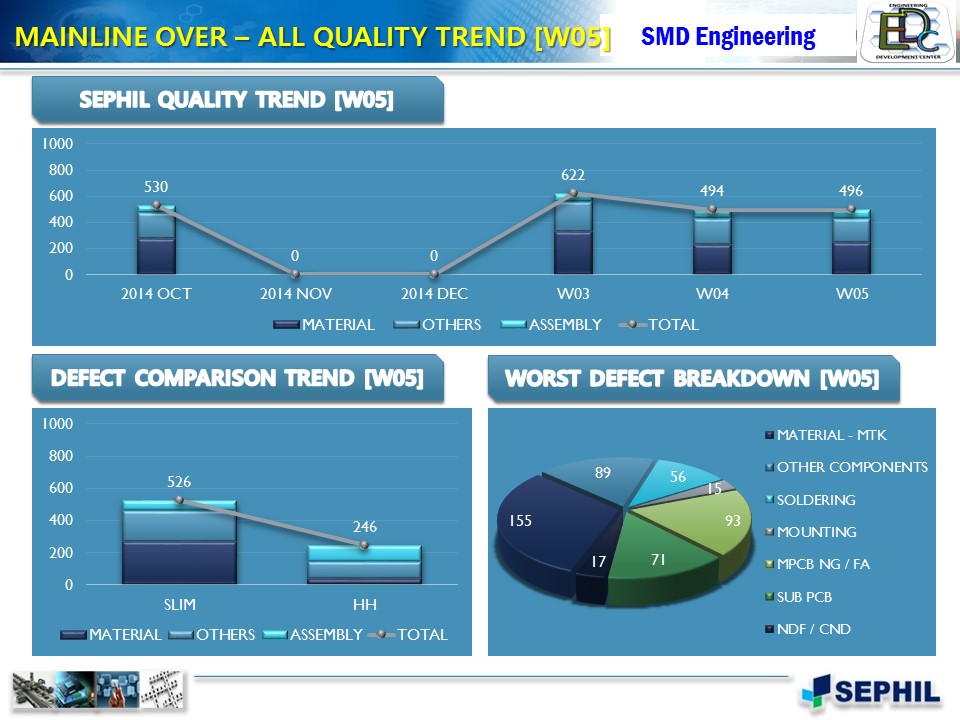 MAINLINE OVER – ALL QUALITY TREND [W05]
SMD Engineering
ENGINEERING
EDC
DEVELOPMENT CENTER
SEPHIL QUALITY TREND [W05]
1000
800
600
400
200
0
530
0
0
622
494
496
2014 OCT
2014 NOV
2014 DEC
W03
W04
W05
MATERIAL
OTHERS
ASSEMBLY
TOTAL
DEFECT COMPARISON TREND [W05]
1000
800
600
400
200
0
526
246
SLIM
HH
MATERIAL
OTHERS
ASSEMBLY
TOTAL
WORST DEFECT BREAKDOWN [W05]
89
56
15
155
93
17
71
MATERIAL - MTK
OTHER COMPONENTS
SOLDERING
MOUNTING
MPCB NG / FA
SUB PCB
NDF / CND
SEPHIL